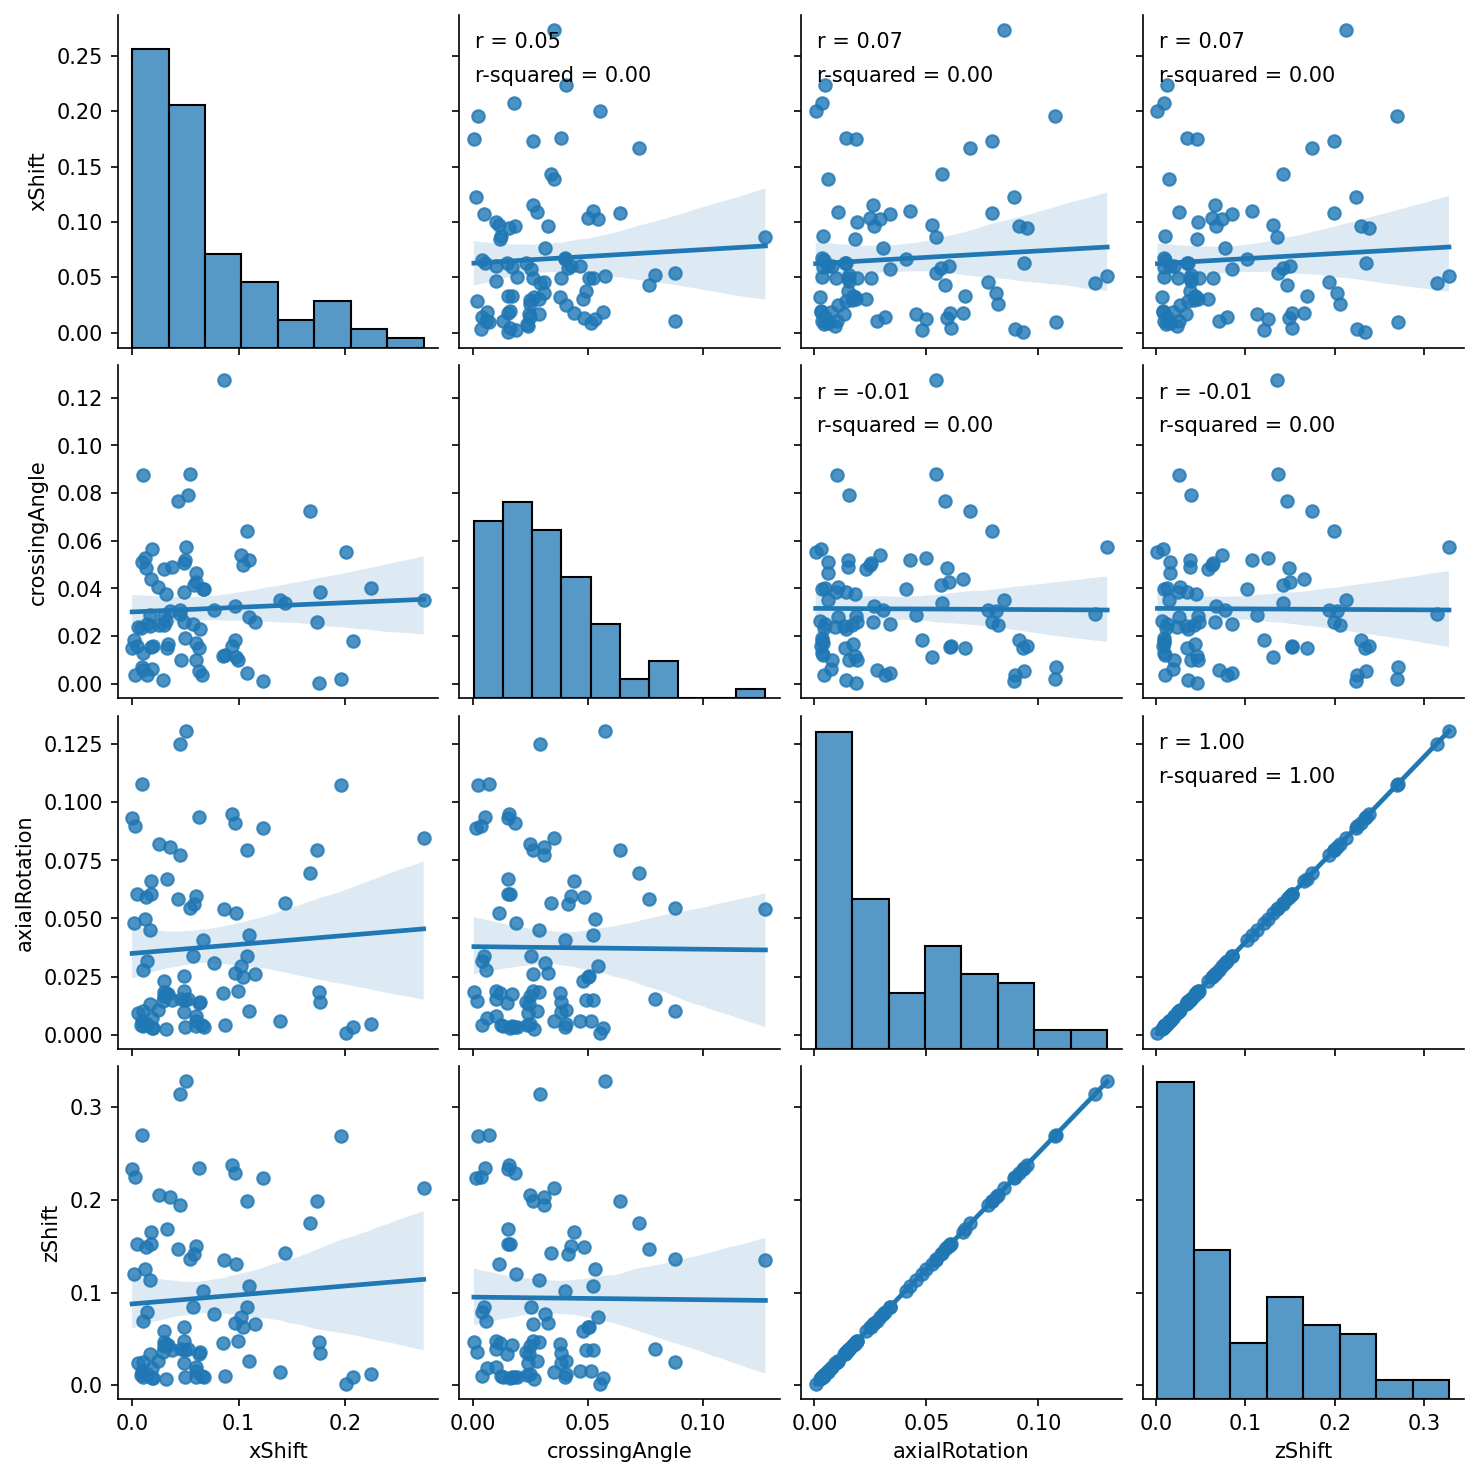 0.25
0.20
0.15
0.10
0.05
0.00
xShift
r = 0.05
r-squared = 0.00
r = 0.07
r-squared = 0.00
r = 0.07
r-squared = 0.00
0.12
0.10
0.08
0.06
0.04
0.02
0.00
crossingAngle
r = -0.01
r-squared = 0.00
r = -0.01
r-squared = 0.00
0.125
0.100
0.075
0.050
0.025
0.000
axialRotation
r = 1.00
r-squared = 1.00
0.3
0.2
0.1
0.0
zShift
0.0 0.1 0.2
xShift
0.00 0.05 0.10
crossingAngle
0.00 0.05 0.10
axialRotation
0.0 0.1 0.2 0.3
zShift